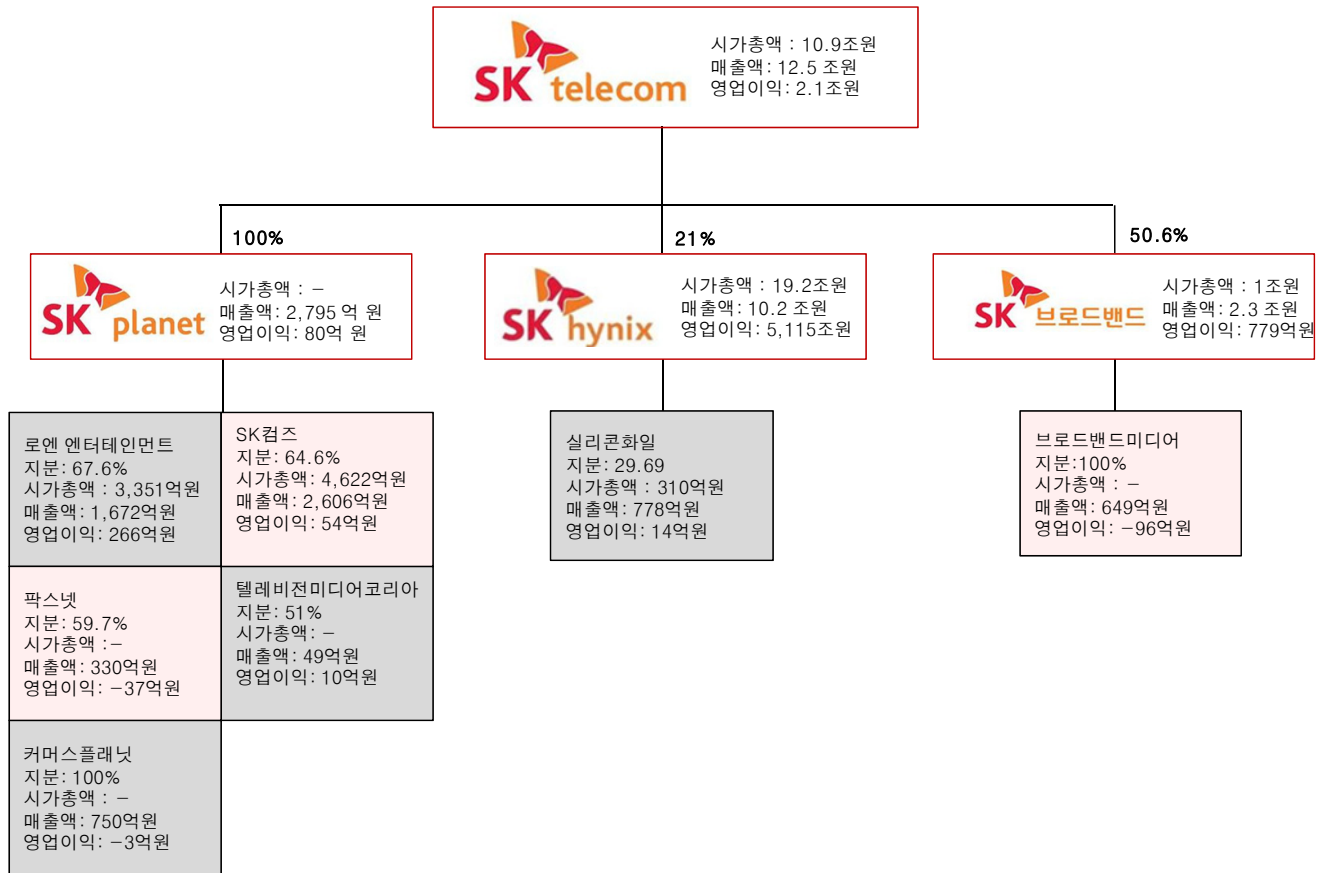 SK telecom
시가총액 : 10.9조원
매출액: 12.5 조원
영업이익: 2.1조원
100%
21%
50.6%
SK planet
시가총액 : –
매출액: 2,795 억 원
영업이익: 80억 원
SK hynix
시가총액 : 19.2조원
매출액: 10.2 조원
영업이익: 5,115조원
SK 브로드밴드
시가총액 : 1조원
매출액: 2.3 조원
영업이익: 779억원
로엔 엔터테인먼트
지분: 67.6%
시가총액 : 3,351억원
매출액: 1,672억원
영업이익: 266억원
SK컴즈
지분: 64.6%
시가총액: 4,622억원
매출액: 2,606억원
영업이익: 54억원
실리콘화일
지분: 29.69
시가총액 : 310억원
매출액: 778억원
영업이익: 14억원
브로드밴드미디어
지분:100%
시가총액 : –
매출액: 649억원
영업이익: –96억원
팍스넷
지분: 59.7%
시가총액 :–
매출액: 330억원
영업이익: –37억원
텔레비전미디어코리아
지분: 51%
시가총액: –
매출액: 49억원
영업이익: 10억원
커머스플래닛
지분: 100%
시가총액 : –
매출액: 750억원
영업이익: –3억원